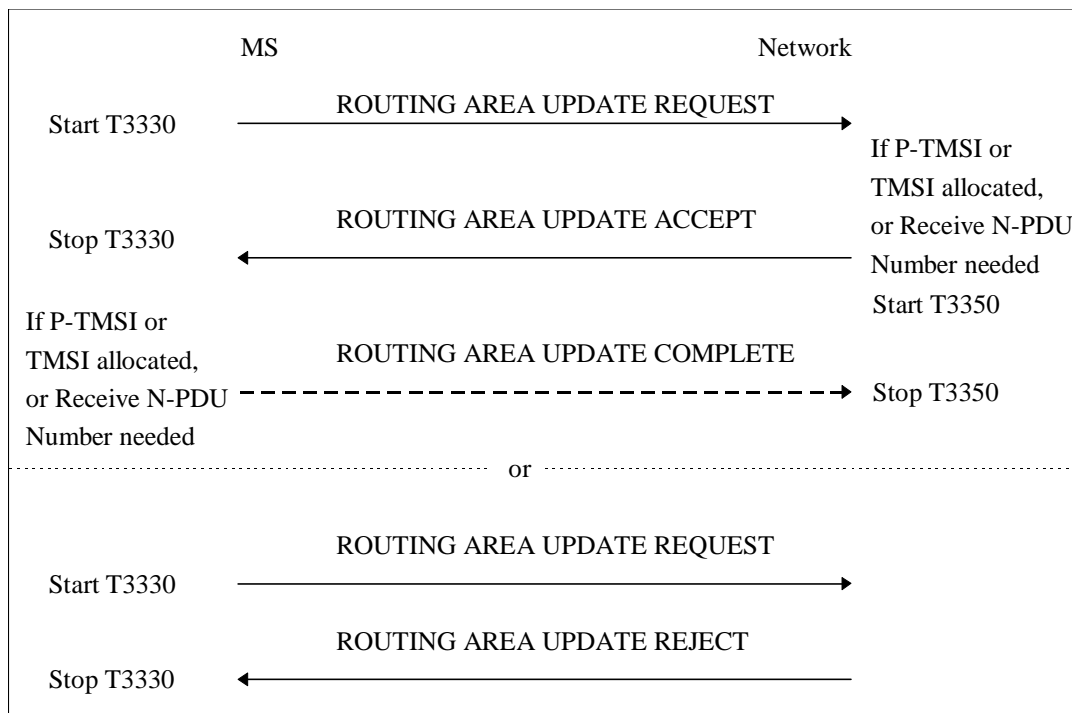 MS
Network
ROUTING AREA UPDATE REQUEST
Start T3330
If P-TMSI or
TMSI allocated,
or Receive N-PDU
Number needed
Start T3350
ROUTING AREA UPDATE ACCEPT
Stop T3330
If P-TMSI or
TMSI allocated,
or Receive N-PDU
Number needed
ROUTING AREA UPDATE COMPLETE
Stop T3350
or
ROUTING AREA UPDATE REQUEST
Start T3330
ROUTING AREA UPDATE REJECT
Stop T3330